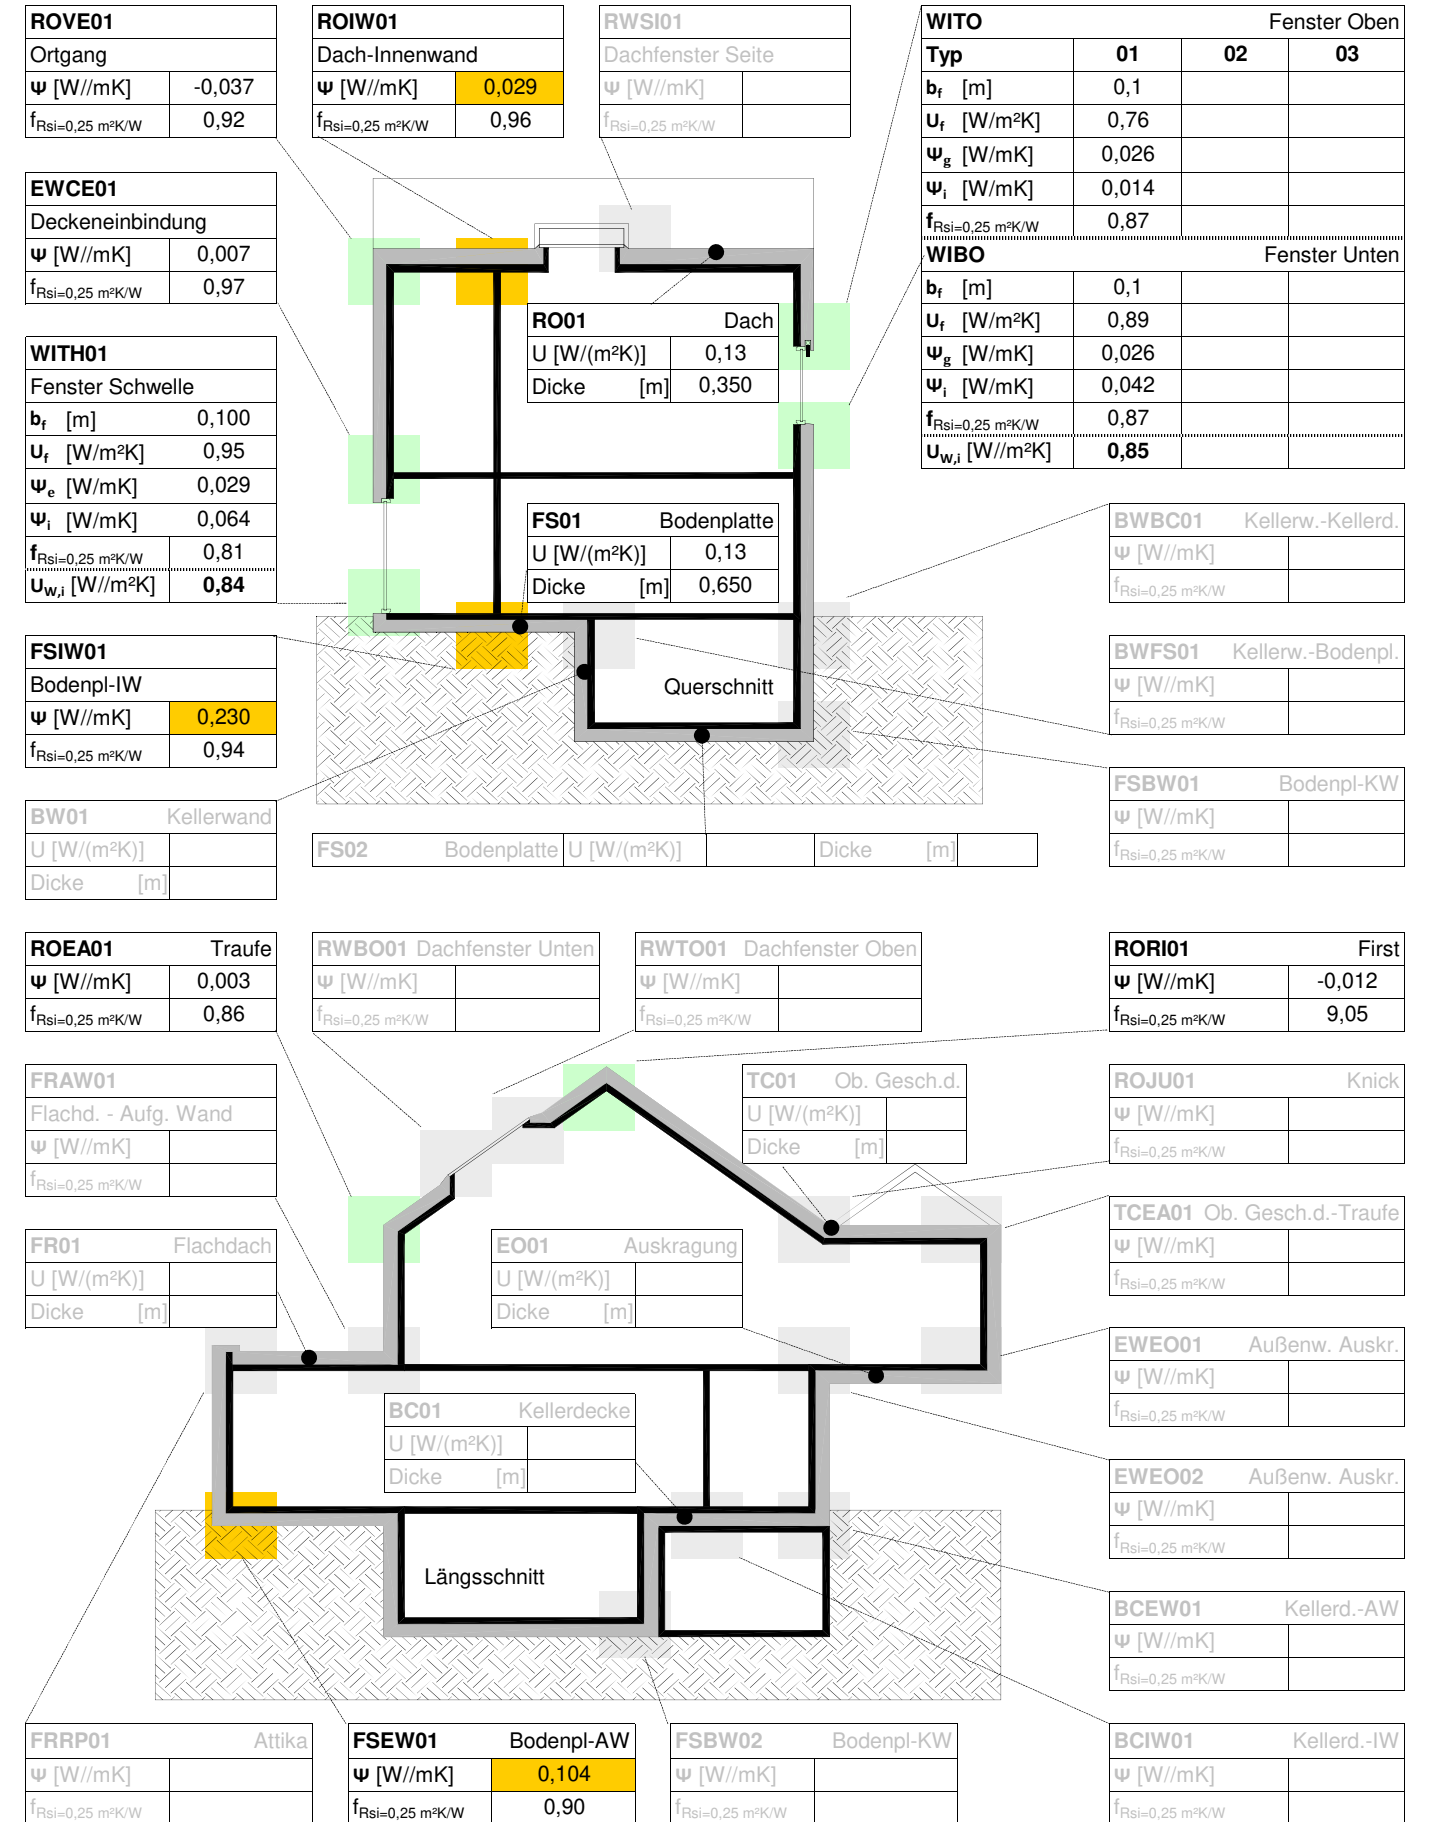 ROVE01
Ortgang
Ψ [W//mK] -0,037
fRsi=0,25 m²K/W 0,92
ROIW01
Dach-Innenwand
Ψ [W//mK] 0,029
fRsi=0,25 m²K/W 0,96
RWSI01
Dachfenster Seite
Ψ [W//mK]
fRsi=0,25 m²K/W
WITO Fenster Oben
Typ 01 02 03
bf [m] 0,1
Uf [W/m²K] 0,76
Ψg [W/mK] 0,026
Ψi [W/mK] 0,014
fRsi=0,25 m²K/W 0,87
WIBO Fenster Unten
bf [m] 0,1
Uf [W/m²K] 0,89
Ψg [W/mK] 0,026
Ψi [W/mK] 0,042
fRsi=0,25 m²K/W 0,87
UW,i [W//m²K] 0,85
EWCE01
Deckeneinbindung
Ψ [W//mK] 0,007
fRsi=0,25 m²K/W 0,97
RO01 Dach
U [W/(m²K)] 0,13
Dicke [m] 0,350
WITH01
Fenster Schwelle
bf [m] 0,100
Uf [W/m²K] 0,95
Ψe [W/mK] 0,029
Ψi [W/mK] 0,064
fRsi=0,25 m²K/W 0,81
UW,i [W//m²K] 0,84
FS01 Bodenplatte
U [W/(m²K)] 0,13
Dicke [m] 0,650
BWBC01 Kellerw.-Kellerd.
Ψ [W//mK]
fRsi=0,25 m²K/W
FSIW01
Bodenpl-IW
Ψ [W//mK] 0,230
fRsi=0,25 m²K/W 0,94
Querschnitt
BWFS01 Kellerw.-Bodenpl.
Ψ [W//mK]
fRsi=0,25 m²K/W
FSBW01 Bodenpl-KW
Ψ [W//mK]
fRsi=0,25 m²K/W
BW01 Kellerwand
U [W/(m²K)]
Dicke [m]
FS02 Bodenplatte U [W/(m²K)] Dicke [m]
ROEA01 Traufe
Ψ [W//mK] 0,003
fRsi=0,25 m²K/W 0,86
RWBO01 Dachfenster Unten
Ψ [W//mK]
fRsi=0,25 m²K/W
RWTO01 Dachfenster Oben
Ψ [W//mK]
fRsi=0,25 m²K/W
RORI01 First
Ψ [W//mK] -0,012
fRsi=0,25 m²K/W 9,05
FRAW01
Flachd. - Aufg. Wand
Ψ [W//mK]
fRsi=0,25 m²K/W
TC01 Ob. Gesch.d.
U [W/(m²K)]
Dicke [m]
ROJU01 Knick
Ψ [W//mK]
fRsi=0,25 m²K/W
TCEA01 Ob. Gesch.d.-Traufe
Ψ [W//mK]
fRsi=0,25 m²K/W
FR01 Flachdach
U [W/(m²K)]
Dicke [m]
EO01 Auskragung
U [W/(m²K)]
Dicke [m]
EWEO01 Außenw. Auskr.
Ψ [W//mK]
fRsi=0,25 m²K/W
BC01 Kellerdecke
U [W/(m²K)]
Dicke [m]
EWEO02 Außenw. Auskr.
Ψ [W//mK]
fRsi=0,25 m²K/W
Längsschnitt
BCEW01 Kellerd.-AW
Ψ [W//mK]
fRsi=0,25 m²K/W
FRRP01 Attika
Ψ [W//mK]
fRsi=0,25 m²K/W
FSEW01 Bodenpl-AW
Ψ [W//mK] 0,104
fRsi=0,25 m²K/W 0,90
FSBW02 Bodenpl-KW
Ψ [W//mK]
fRsi=0,25 m²K/W
BCIW01 Kellerd.-IW
Ψ [W//mK]
fRsi=0,25 m²K/W